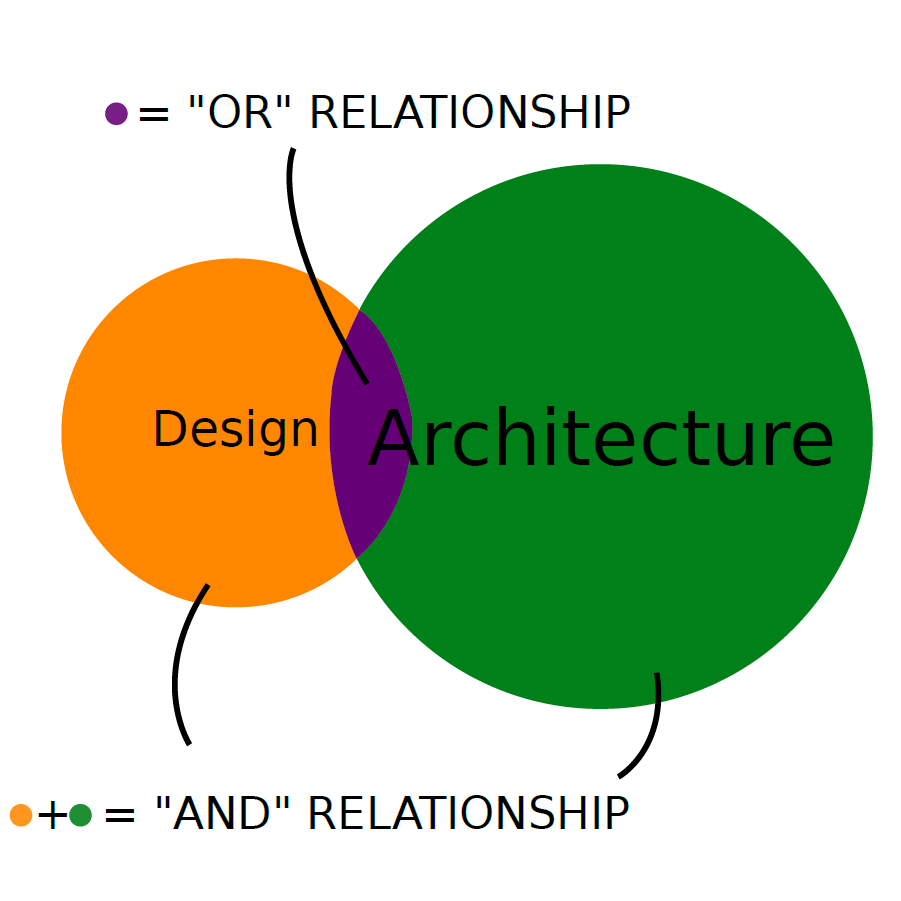 = "OR" RELATIONSHIP
Design
Architecture
+ = "AND" RELATIONSHIP